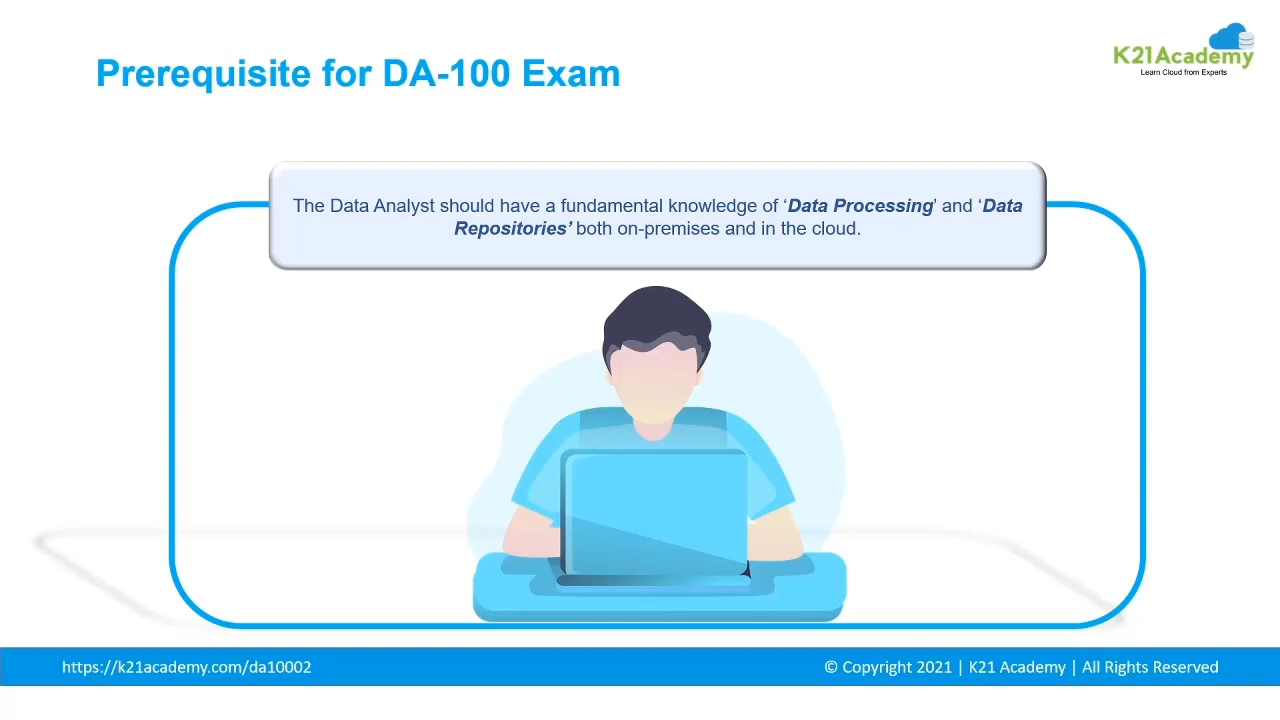 Prerequisite for DA-100 Exam
K21Academy
Learn Cloud from Experts
The Data Analyst should have a fundamental knowledge of ‘Data Processing’ and ‘Data
Repositories’ both on-premises and in the cloud.
https://k21academy.com/da10002
© Copyright 2021 | K21 Academy | All Rights Reserved